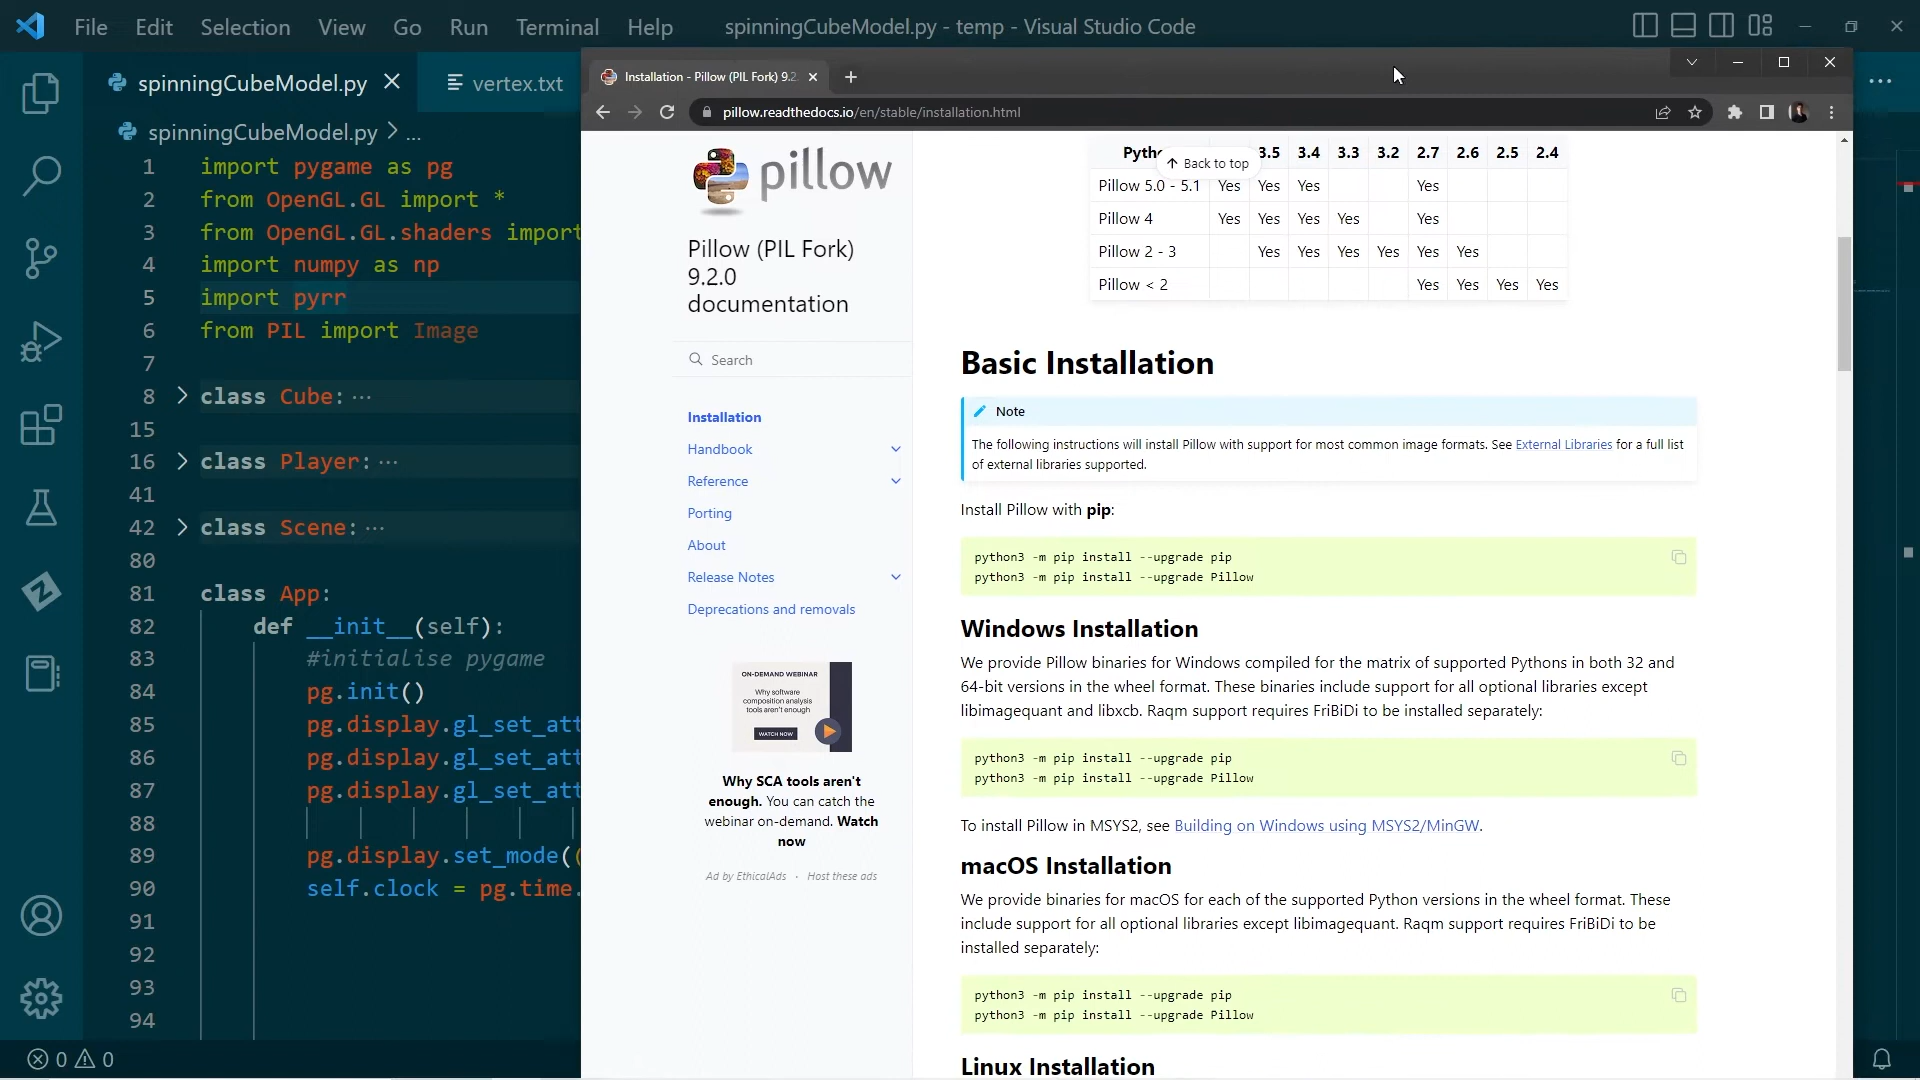 File Edit Selection View Go Run Terminal Help spinningCubeModel.py - temp - Visual Studio Code
spinningCubeModel.py vertex.txt
spinningCubeModel.py > ...
1 import pygame as pg
2 from OpenGL.GL import *
3 from OpenGL.GL.shaders import
4 import numpy as np
5 import pyrr
6 from PIL import Image
7
8 class Cube: ...
15
16 class Player: ...
41
42 class Scene: ...
80
81 class App:
82 def __init__(self):
83 #initialise pygame
84 pg.init()
85 pg.display.gl_set_att
86 pg.display.gl_set_att
87 pg.display.gl_set_att
88
89 pg.display.set_mode((
90 self.clock = pg.time.
91
92
93
94
0 0
Installation - Pillow (PIL Fork) 9.2
pillow.readthedocs.io/en/stable/installation.html
pillow
Pillow (PIL Fork)
9.2.0
documentation
Search
Installation
Handbook
Reference
Porting
About
Release Notes
Deprecations and removals
ON-DEMAND WEBINAR
Why software
composition analysis
tools aren't enough
WATCH NOW
Why SCA tools aren't
enough. You can catch the
webinar on-demand. Watch
now
Ad by EthicalAds · Host these ads
Back to top
Pyth 3.5 3.4 3.3 3.2 2.7 2.6 2.5 2.4
Pillow 5.0 - 5.1 Yes Yes Yes Yes
Pillow 4 Yes Yes Yes Yes Yes
Pillow 2 - 3 Yes Yes Yes Yes Yes Yes
Pillow < 2 Yes Yes Yes Yes
Basic Installation
Note
The following instructions will install Pillow with support for most common image formats. See External Libraries for a full list
of external libraries supported.
Install Pillow with pip:
python3 -m pip install --upgrade pip
python3 -m pip install --upgrade Pillow
Windows Installation
We provide Pillow binaries for Windows compiled for the matrix of supported Pythons in both 32 and
64-bit versions in the wheel format. These binaries include support for all optional libraries except
libimagequant and libxcb. Raqm support requires FriBiDi to be installed separately:
python3 -m pip install --upgrade pip
python3 -m pip install --upgrade Pillow
To install Pillow in MSYS2, see Building on Windows using MSYS2/MinGW.
macOS Installation
We provide binaries for macOS for each of the supported Python versions in the wheel format. These
include support for all optional libraries except libimagequant. Raqm support requires FriBiDi to be
installed separately:
python3 -m pip install --upgrade pip
python3 -m pip install --upgrade Pillow
Linux Installation